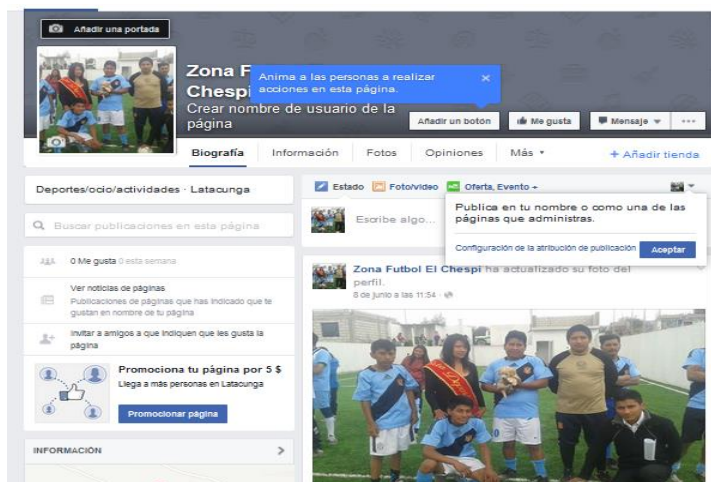 Añadir una portada
Zona F
Chespi
Anima a las personas a realizar
acciones en esta página.
Crear nombre de usuario de la
página
Añadir un botón
Me gusta
Mensaje
Biografía
Información
Fotos
Opiniones
Más
+ Añadir tienda
Deportes/ocio/actividades · Latacunga
Buscar publicaciones en esta página
0 Me gusta 0 esta semana
Ver noticias de páginas
Publicaciones de páginas que has indicado que te
gustan en nombre de tu página
Invitar a amigos a que indiquen que les gusta la
página
Promociona tu página por 5 $
Llega a más personas en Latacunga
Promocionar página
INFORMACIÓN
Estado
Foto/vídeo
Oferta, Evento +
Escribe algo...
Publica en tu nombre o como una de las
páginas que administras.
Configuración de la atribución de publicación
Aceptar
Zona Futbol El Chespi ha actualizado su foto del
perfil.
8 de junio a las 11:54 ·